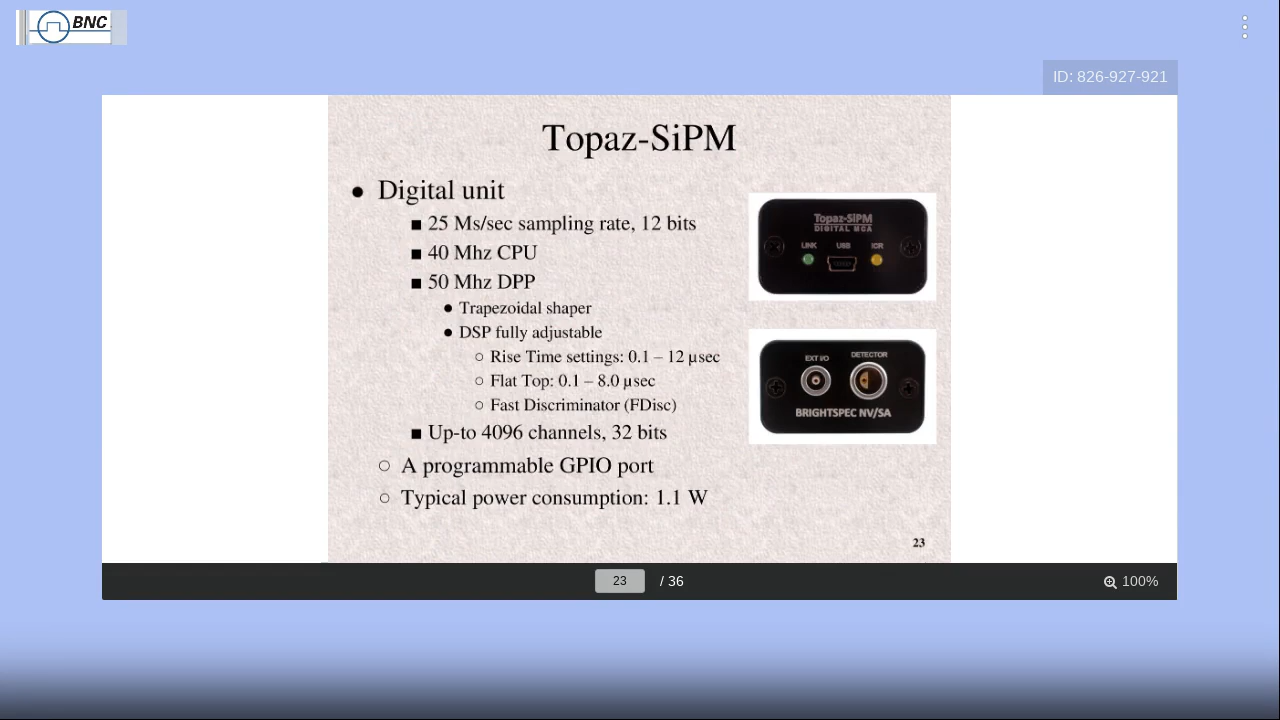 BNC
ID: 826-927-921
Topaz-SiPM
● Digital unit
■ 25 Ms/sec sampling rate, 12 bits
■ 40 Mhz CPU
■ 50 Mhz DPP
● Trapezoidal shaper
● DSP fully adjustable
○ Rise Time settings: 0.1 – 12 µsec
○ Flat Top: 0.1 – 8.0 µsec
○ Fast Discriminator (FDisc)
■ Up-to 4096 channels, 32 bits
○ A programmable GPIO port
○ Typical power consumption: 1.1 W
Topaz-SiPM
DIGITAL MCA
LINK USB ICR
EXT I/O DETECTOR
BRIGHTSPEC NV/SA
23
23 / 36
100%